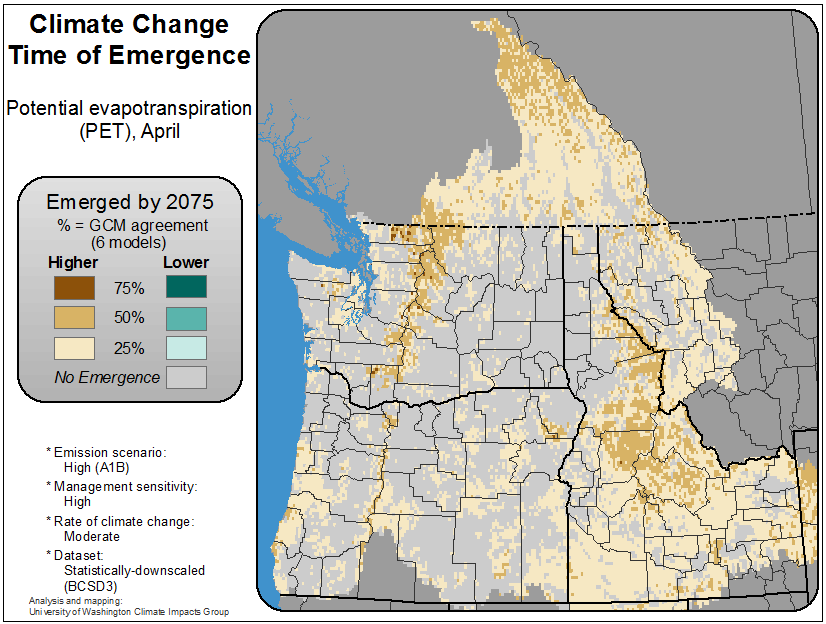 Climate Change
Time of Emergence
Potential evapotranspiration
(PET), April
Emerged by 2075
% = GCM agreement
(6 models)
Higher Lower
75%
50%
25%
No Emergence
* Emission scenario:
High (A1B)
* Management sensitivity:
High
* Rate of climate change:
Moderate
* Dataset:
Statistically-downscaled
(BCSD3)
Analysis and mapping:
University of Washington Climate Impacts Group